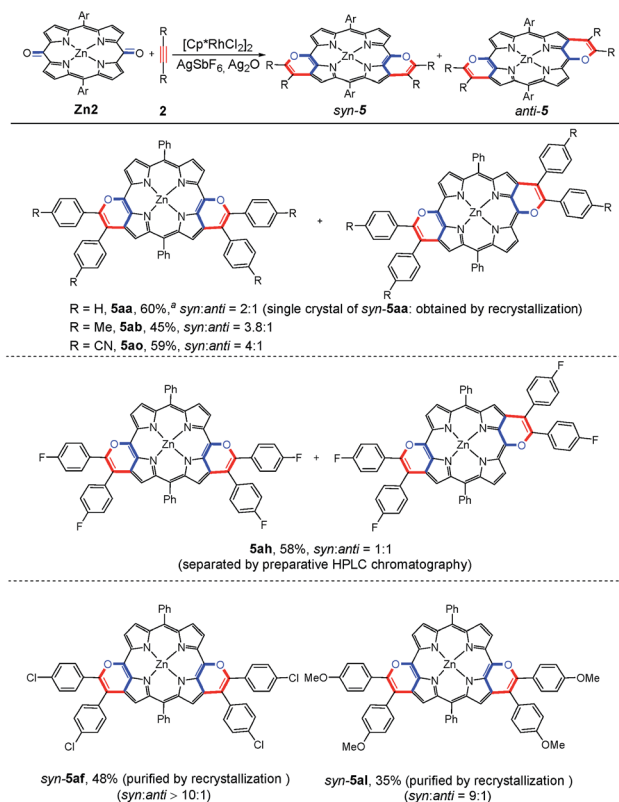 Ar
O
N
N
N
N
Zn
O
Ar
Zn2
+
R
R
2
[Cp*RhCl2]2
AgSbF6, Ag2O
Ar
O
N
N
Zn
N
N
O
R
R
R
R
Ar
syn-5
+
Ar
R
R
N
N
Zn
N
N
O
O
R
R
Ar
anti-5
Ph
O
N
N
Zn
N
N
O
R
R
R
R
Ph
+
R
Ph
R
N
N
Zn
N
N
O
O
R
R
Ph
R = H, 5aa, 60%,a syn:anti = 2:1 (single crystal of syn-5aa: obtained by recrystallization)
R = Me, 5ab, 45%, syn:anti = 3.8:1
R = CN, 5ao, 59%, syn:anti = 4:1
Ph
O
N
N
Zn
N
N
O
F
F
F
F
Ph
+
F
Ph
F
N
N
Zn
N
N
O
O
F
F
Ph
5ah, 58%, syn:anti = 1:1
(separated by preparative HPLC chromatography)
Ph
O
N
N
Zn
N
N
O
Cl
Cl
Cl
Cl
Ph
syn-5af, 48% (purified by recrystallization )
(syn:anti > 10:1)
Ph
O
N
N
Zn
N
N
O
MeO
OMe
MeO
OMe
Ph
syn-5al, 35% (purified by recrystallization )
(syn:anti = 9:1)